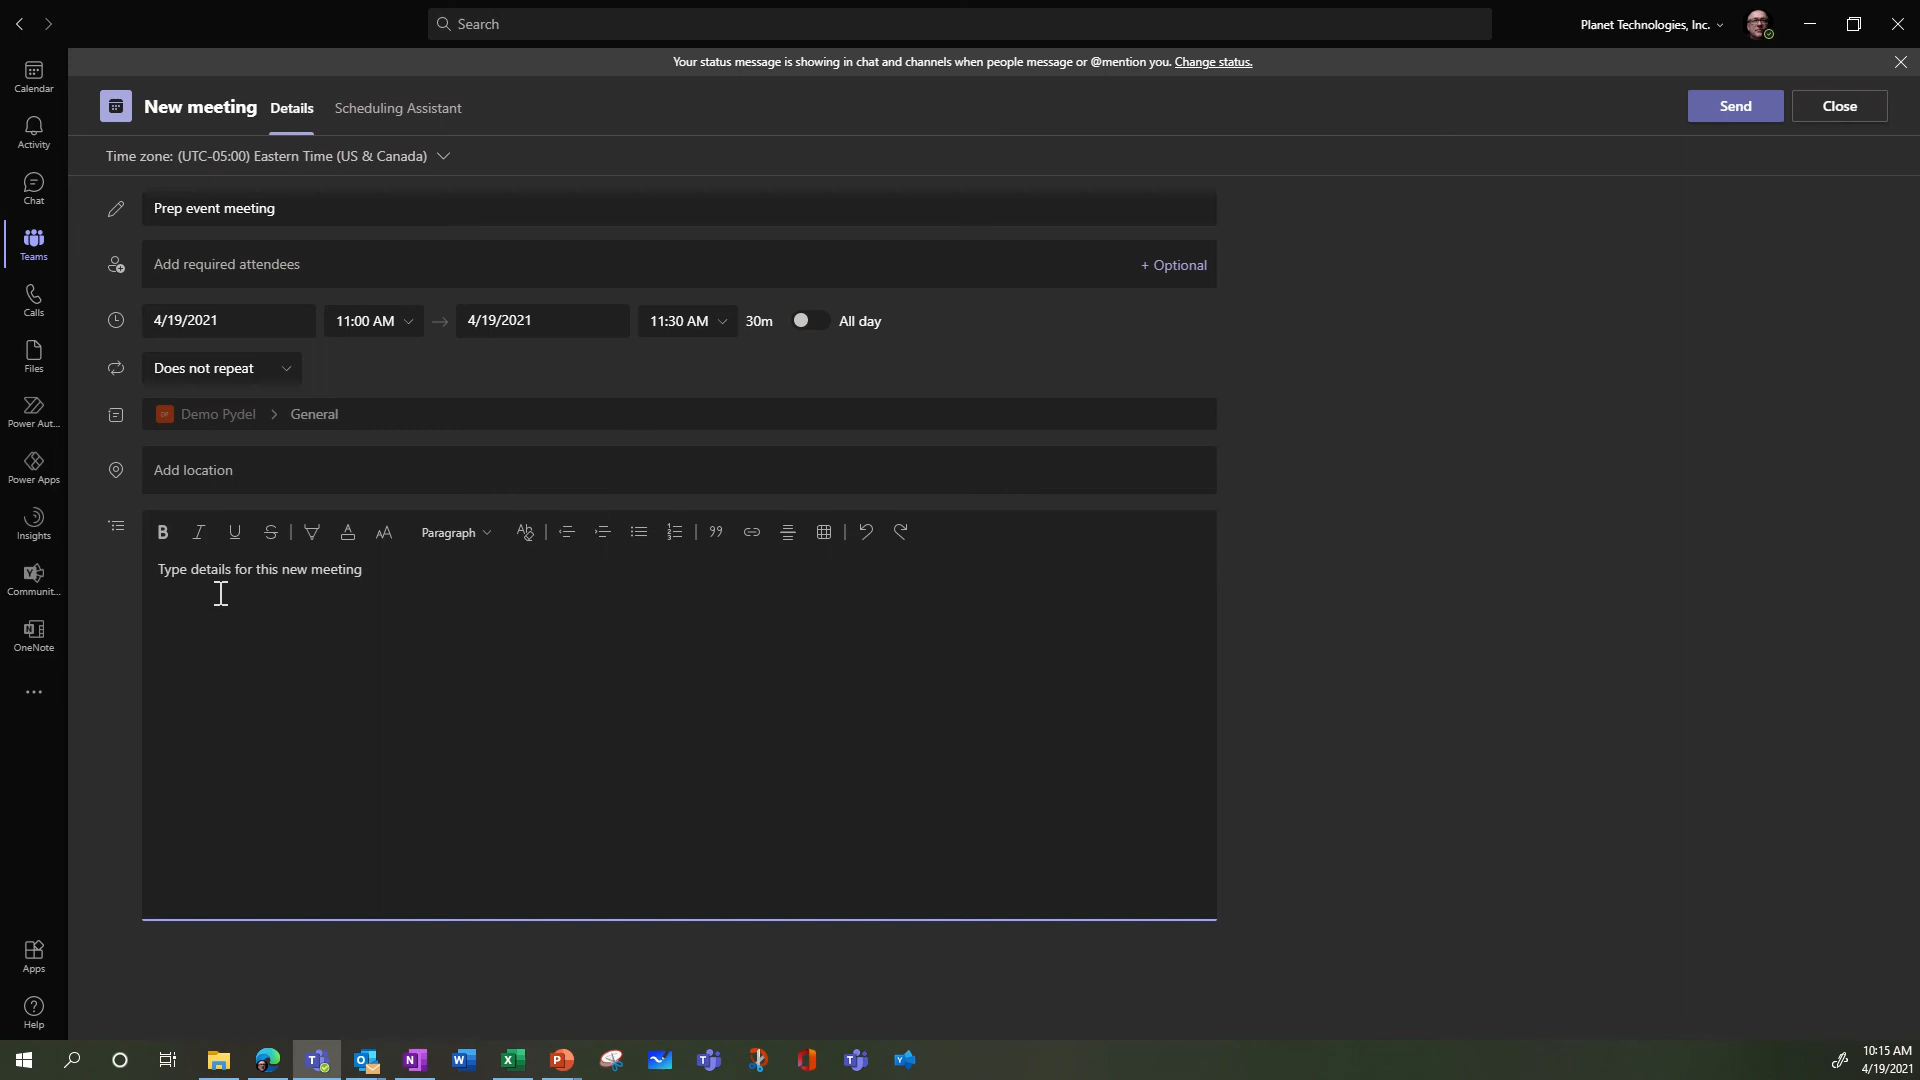 Search
Planet Technologies, Inc.
Your status message is showing in chat and channels when people message or @mention you. Change status.
New meeting Details Scheduling Assistant Send Close
Time zone: (UTC-05:00) Eastern Time (US & Canada)
Calendar
Activity
Chat
Teams
Calls
Files
Power Aut...
Power Apps
Insights
Communit...
OneNote
Apps
Help
Prep event meeting
Add required attendees + Optional
4/19/2021 11:00 AM 4/19/2021 11:30 AM 30m All day
Does not repeat
Demo Pydel General
Add location
B I U S A AA Paragraph
Type details for this new meeting
10:15 AM
4/19/2021